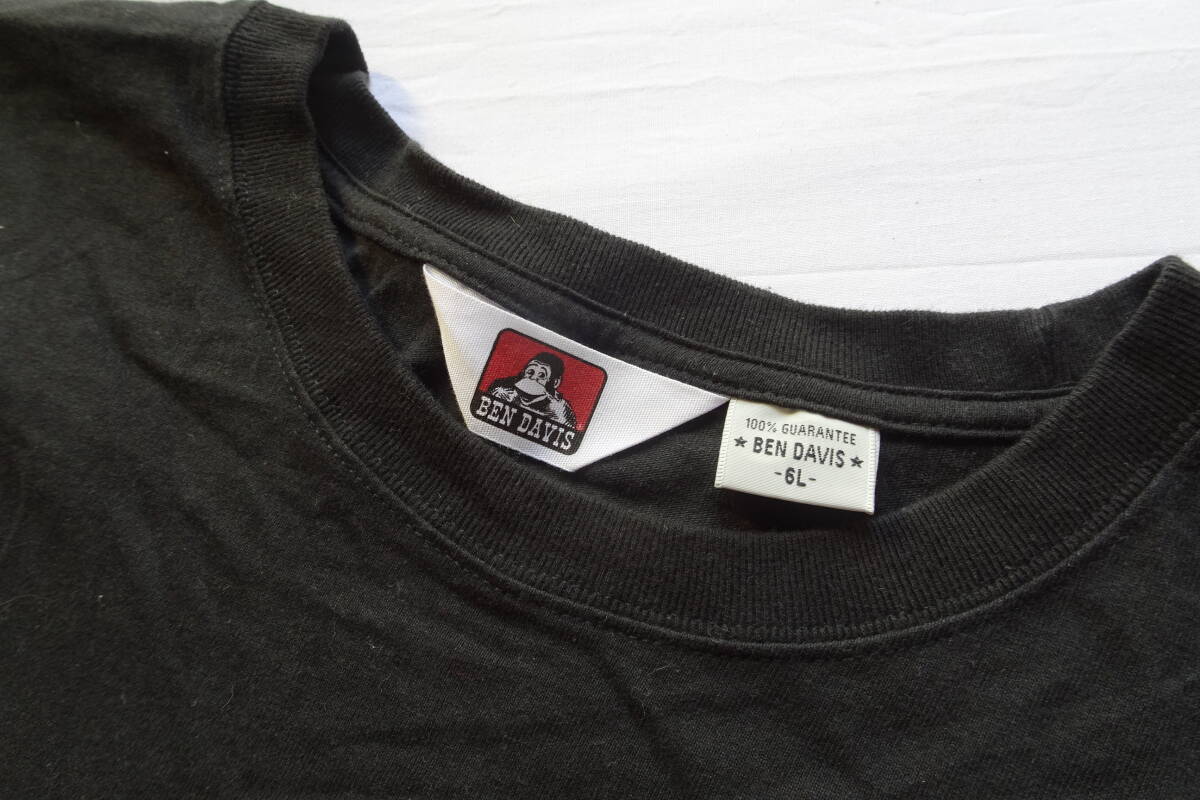 BEN DAVIS
100% GUARANTEE
★ BEN DAVIS ★
-6L-